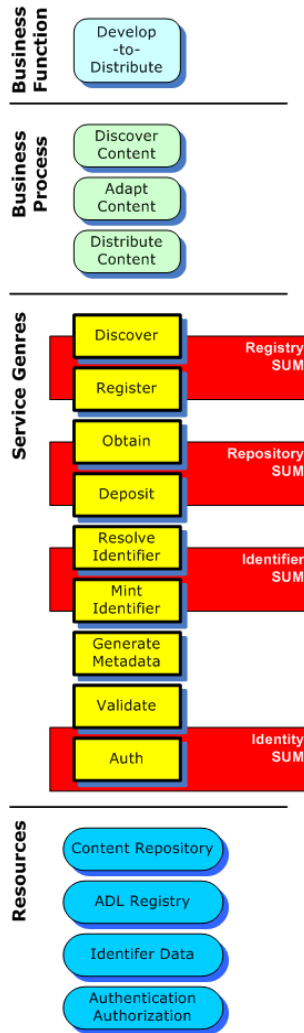 Business
Function
Develop
-to-
Distribute
Business
Process
Discover
Content
Adapt
Content
Distribute
Content
Service Genres
Discover
Registry
SUM
Register
Obtain
Repository
SUM
Deposit
Resolve
Identifier
Identifier
SUM
Mint
Identifier
Generate
Metadata
Validate
Identity
SUM
Auth
Resources
Content Repository
ADL Registry
Identifer Data
Authentication
Authorization